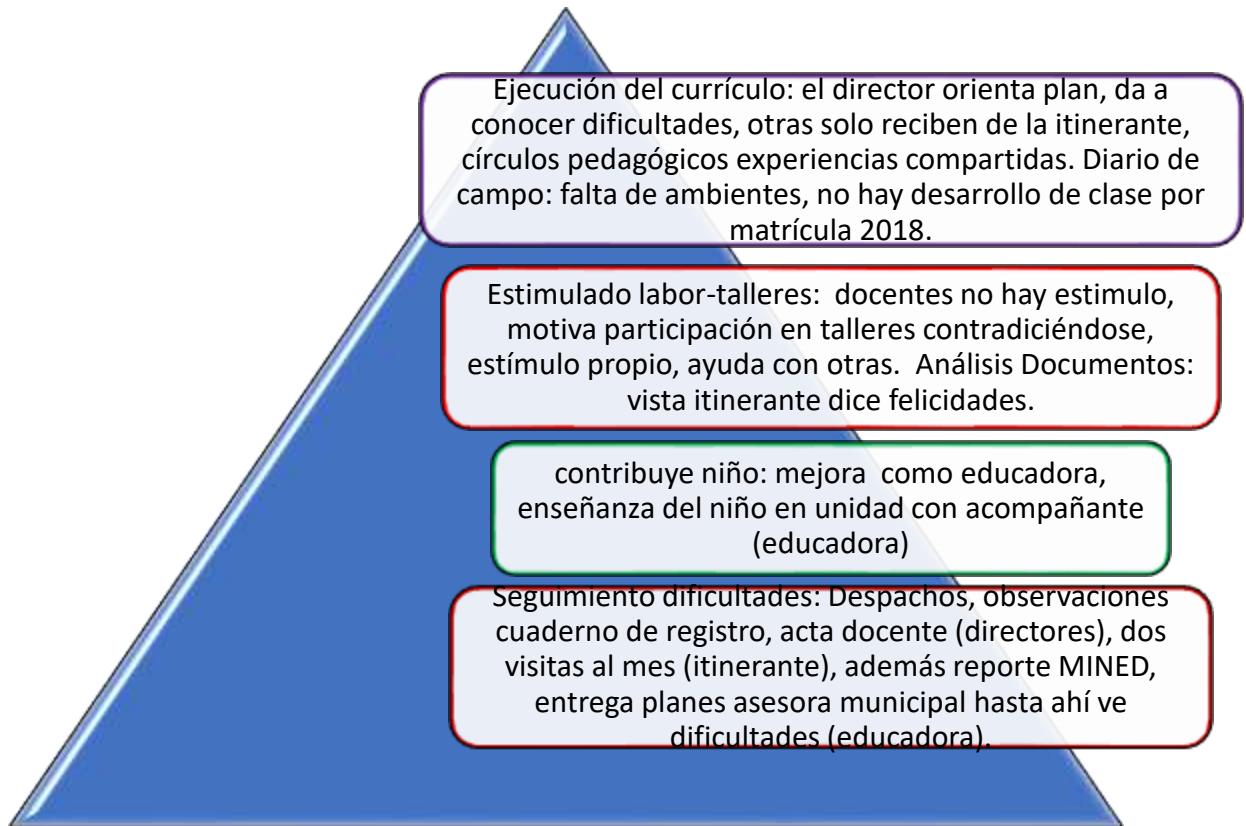 Ejecución del currículo: el director orienta plan, da a
conocer dificultades, otras solo reciben de la itinerante,
círculos pedagógicos experiencias compartidas. Diario de
campo: falta de ambientes, no hay desarrollo de clase por
matrícula 2018.
Estimulado labor-talleres: docentes no hay estimulo,
motiva participación en talleres contradiciéndose,
estímulo propio, ayuda con otras. Análisis Documentos:
vista itinerante dice felicidades.
contribuye niño: mejora como educadora,
enseñanza del niño en unidad con acompañante
(educadora)
Seguimiento dificultades: Despachos, observaciones
cuaderno de registro, acta docente (directores), dos
visitas al mes (itinerante), además reporte MINED,
entrega planes asesora municipal hasta ahí ve
dificultades (educadora).